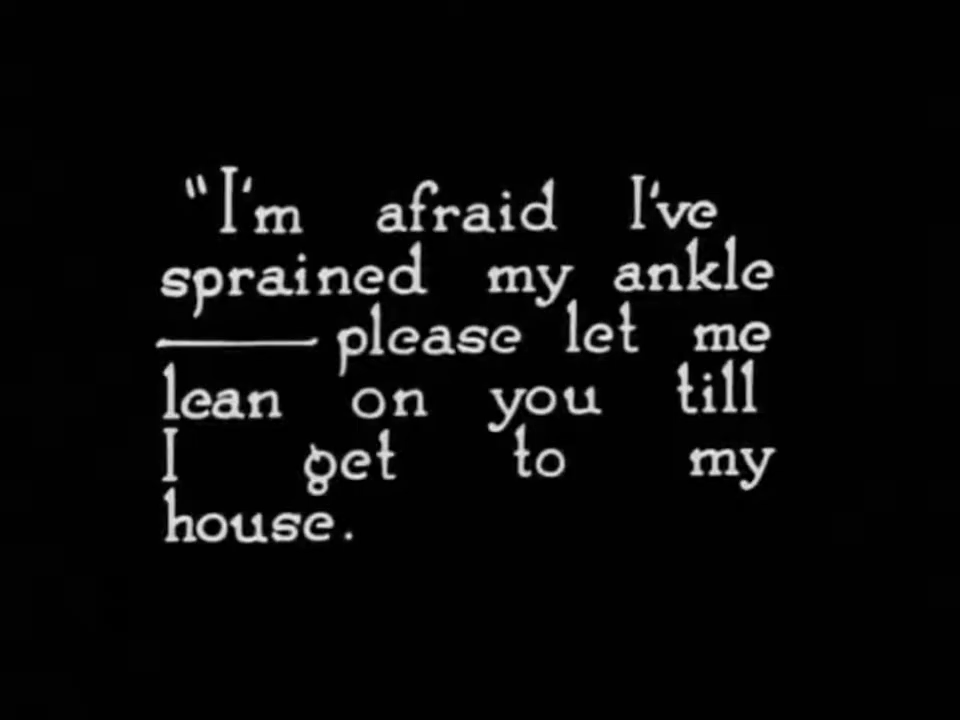 "I'm afraid I've
sprained my ankle
— please let me
lean on you till
I get to my
house.